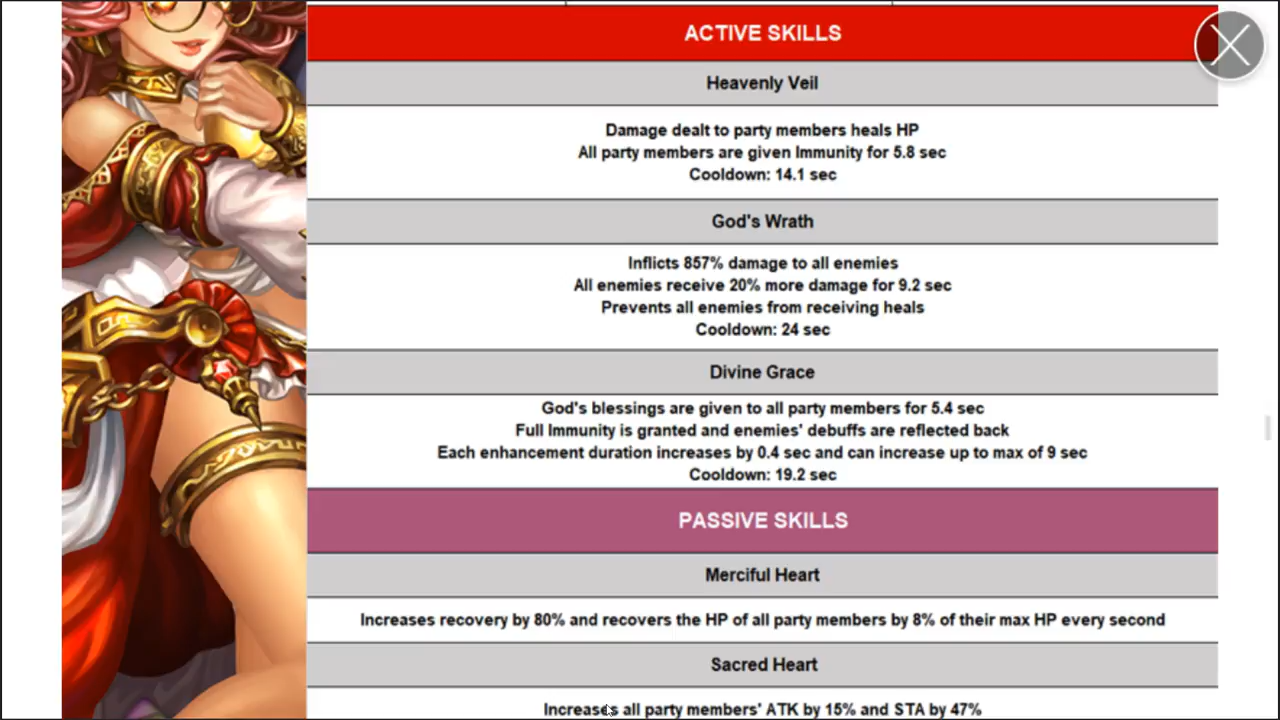 ACTIVE SKILLS
Heavenly Veil
Damage dealt to party members heals HP
All party members are given Immunity for 5.8 sec
Cooldown: 14.1 sec
God's Wrath
Inflicts 857% damage to all enemies
All enemies receive 20% more damage for 9.2 sec
Prevents all enemies from receiving heals
Cooldown: 24 sec
Divine Grace
God's blessings are given to all party members for 5.4 sec
Full Immunity is granted and enemies' debuffs are reflected back
Each enhancement duration increases by 0.4 sec and can increase up to max of 9 sec
Cooldown: 19.2 sec
PASSIVE SKILLS
Merciful Heart
Increases recovery by 80% and recovers the HP of all party members by 8% of their max HP every second
Sacred Heart
Increases all party members' ATK by 15% and STA by 47%